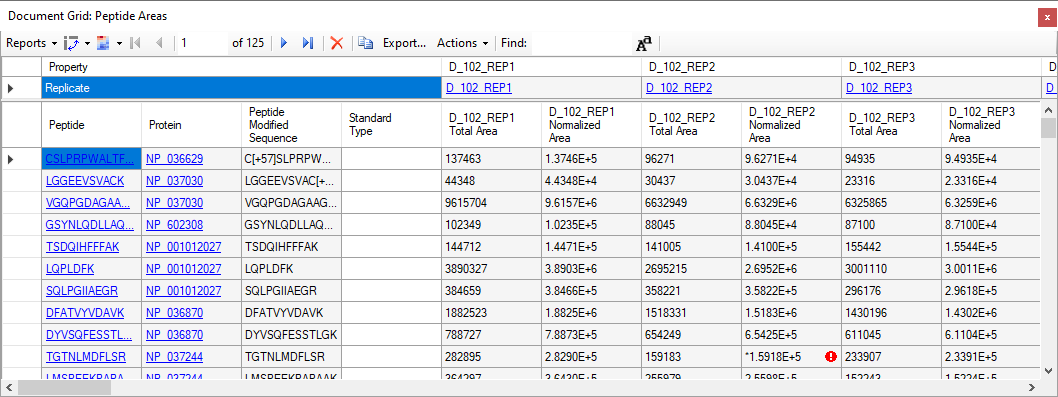 Document Grid: Peptide Areas x
Reports 1 of 125 Export... Actions Find: Aa
Property D_102_REP1 D_102_REP2 D_102_REP3 D
Replicate D_102_REP1 D_102_REP2 D_102_REP3 D
Peptide Protein Peptide Modified Sequence Standard Type D_102_REP1 Total Area D_102_REP1 Normalized Area D_102_REP2 Total Area D_102_REP2 Normalized Area D_102_REP3 Total Area D_102_REP3 Normalized Area
CSLPRPWALTF... NP_036629 C[+57]SLPRPW... 137463 1.3746E+5 96271 9.6271E+4 94935 9.4935E+4
LGGEEVSVACK NP_037030 LGGEEVSVAC[+... 44348 4.4348E+4 30437 3.0437E+4 23316 2.3316E+4
VGQPGDAGAA... NP_037030 VGQPGDAGAAG... 9615704 9.6157E+6 6632949 6.6329E+6 6325865 6.3259E+6
GSYNLQDLLAQ... NP_602308 GSYNLQDLLAQ... 102349 1.0235E+5 88045 8.8045E+4 87100 8.7100E+4
TSDQIHFFFAK NP_001012027 TSDQIHFFFAK 144712 1.4471E+5 141005 1.4100E+5 155442 1.5544E+5
LQPLDFK NP_001012027 LQPLDFK 3890327 3.8903E+6 2695215 2.6952E+6 3001110 3.0011E+6
SQLPGIIAEGR NP_001012027 SQLPGIIAEGR 384659 3.8466E+5 358221 3.5822E+5 296176 2.9618E+5
DFATVYVDAVK NP_036870 DFATVYVDAVK 1882523 1.8825E+6 1518331 1.5183E+6 1430196 1.4302E+6
DYVSQFESSTL... NP_036870 DYVSQFESSTLGK 788727 7.8873E+5 654249 6.5425E+5 611045 6.1104E+5
TGTNLMDFLSR NP_037244 TGTNLMDFLSR 282895 2.8290E+5 159183 *1.5918E+5 233907 2.3391E+5
NP_037244 364297 3.6430E+5 255979 2.5598E+5 152243 1.5224E+5